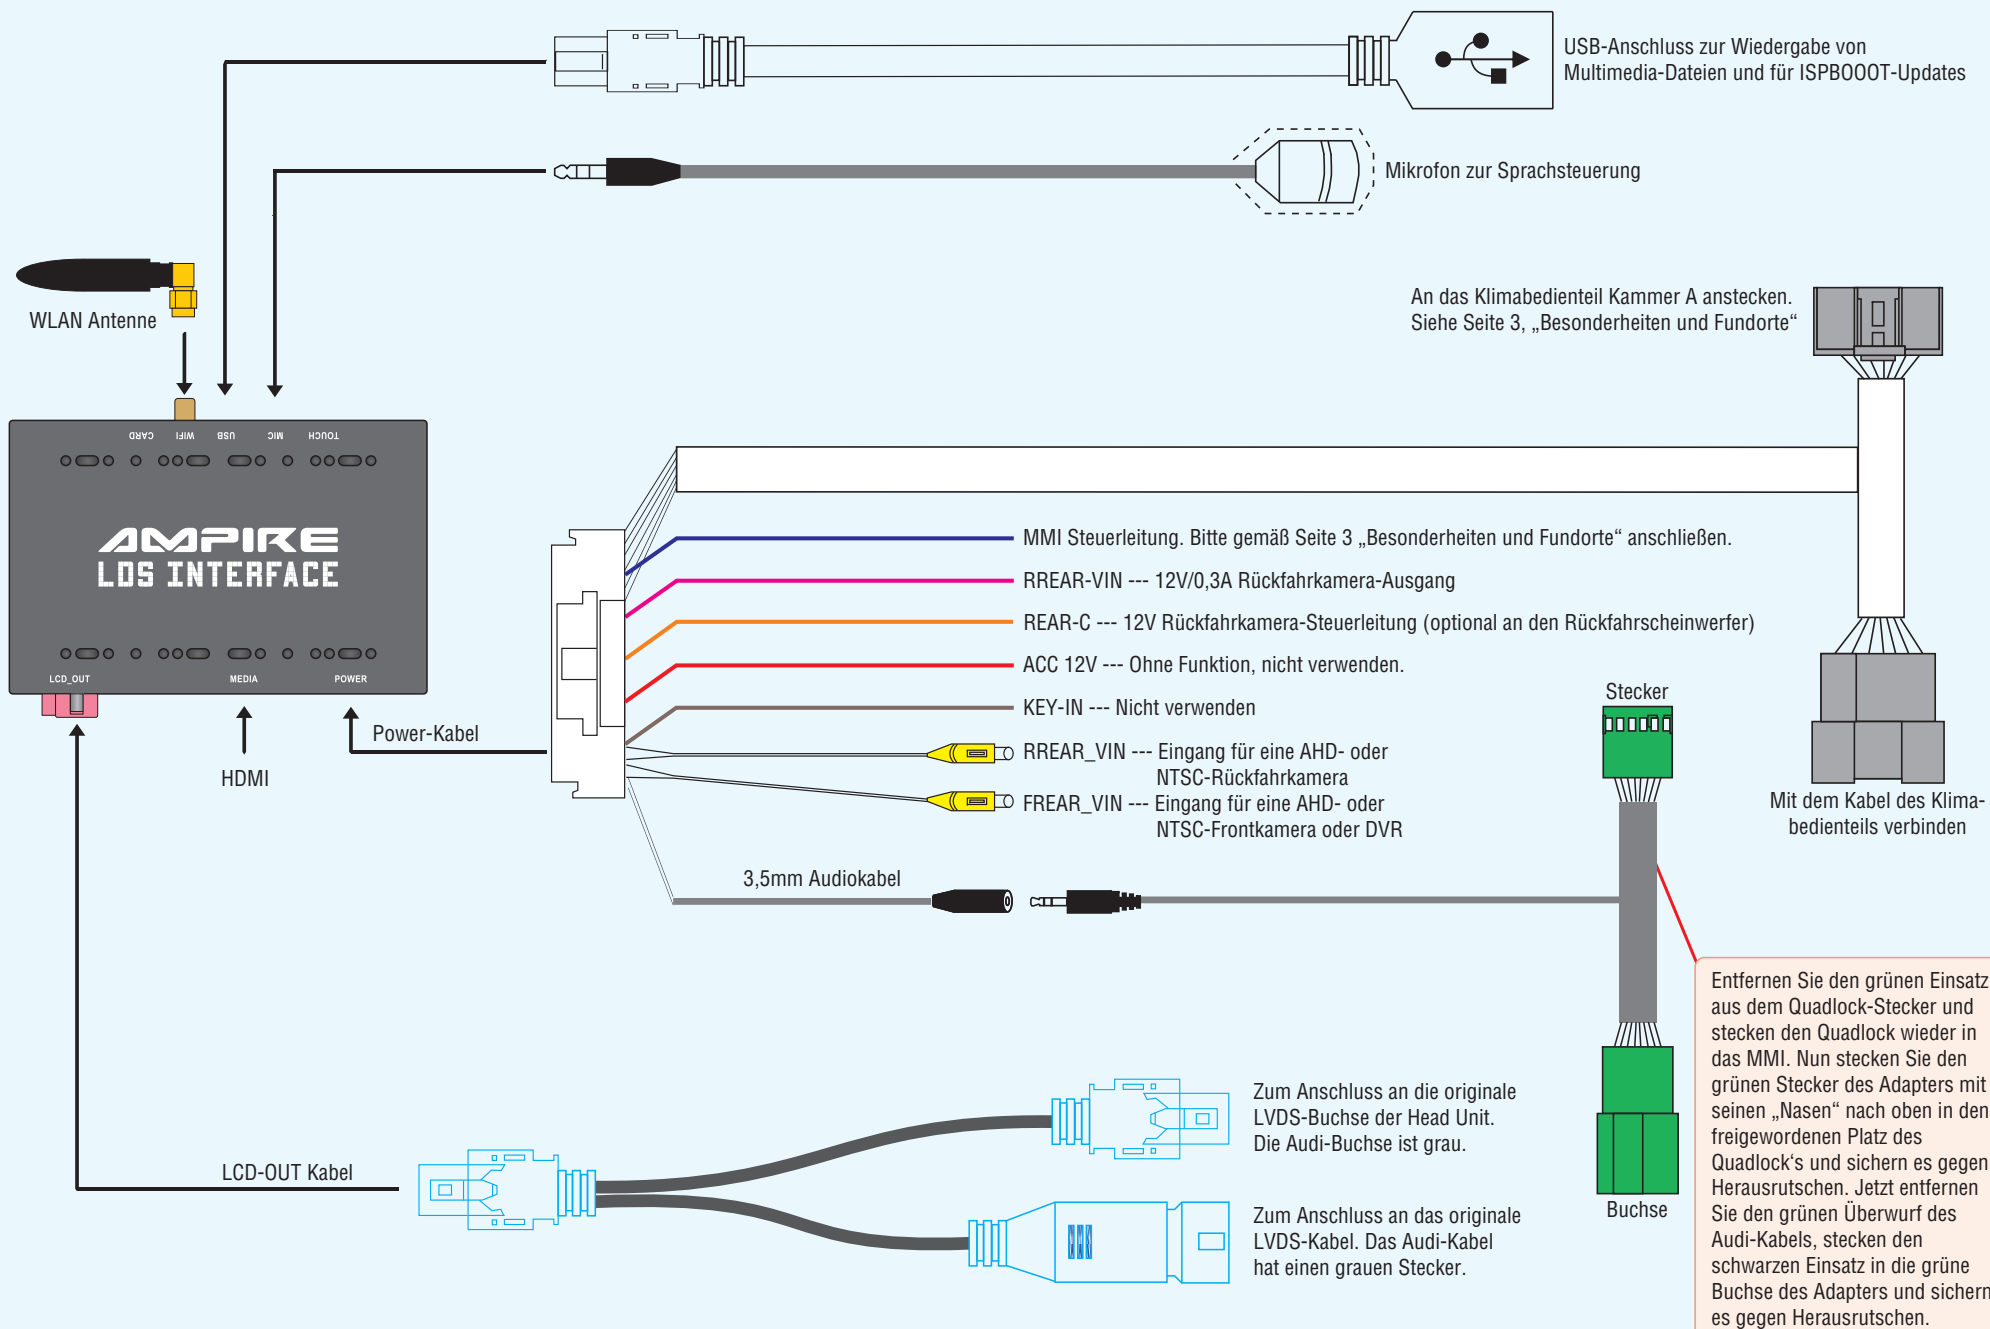 USB-Anschluss zur Wiedergabe von
Multimedia-Dateien und für ISPBOOOT-Updates
Mikrofon zur Sprachsteuerung
WLAN Antenne
An das Klimabedienteil Kammer A anstecken.
Siehe Seite 3, „Besonderheiten und Fundorte“
CARD WIFI USB MIC TOUCH
AMPIRE
LDS INTERFACE
LCD_OUT MEDIA POWER
MMI Steuerleitung. Bitte gemäß Seite 3 „Besonderheiten und Fundorte“ anschließen.
RREAR-VIN --- 12V/0,3A Rückfahrkamera-Ausgang
REAR-C --- 12V Rückfahrkamera-Steuerleitung (optional an den Rückfahrscheinwerfer)
ACC 12V --- Ohne Funktion, nicht verwenden.
KEY-IN --- Nicht verwenden
RREAR_VIN --- Eingang für eine AHD- oder
NTSC-Rückfahrkamera
FREAR_VIN --- Eingang für eine AHD- oder
NTSC-Frontkamera oder DVR
Power-Kabel
HDMI
Stecker
Mit dem Kabel des Klima-
bedienteils verbinden
3,5mm Audiokabel
Entfernen Sie den grünen Einsatz
aus dem Quadlock-Stecker und
stecken den Quadlock wieder in
das MMI. Nun stecken Sie den
grünen Stecker des Adapters mit
seinen „Nasen“ nach oben in den
freigewordenen Platz des
Quadlock‘s und sichern es gegen
Herausrutschen. Jetzt entfernen
Sie den grünen Überwurf des
Audi-Kabels, stecken den
schwarzen Einsatz in die grüne
Buchse des Adapters und sichern
es gegen Herausrutschen.
Buchse
Zum Anschluss an die originale
LVDS-Buchse der Head Unit.
Die Audi-Buchse ist grau.
LCD-OUT Kabel
Zum Anschluss an das originale
LVDS-Kabel. Das Audi-Kabel
hat einen grauen Stecker.